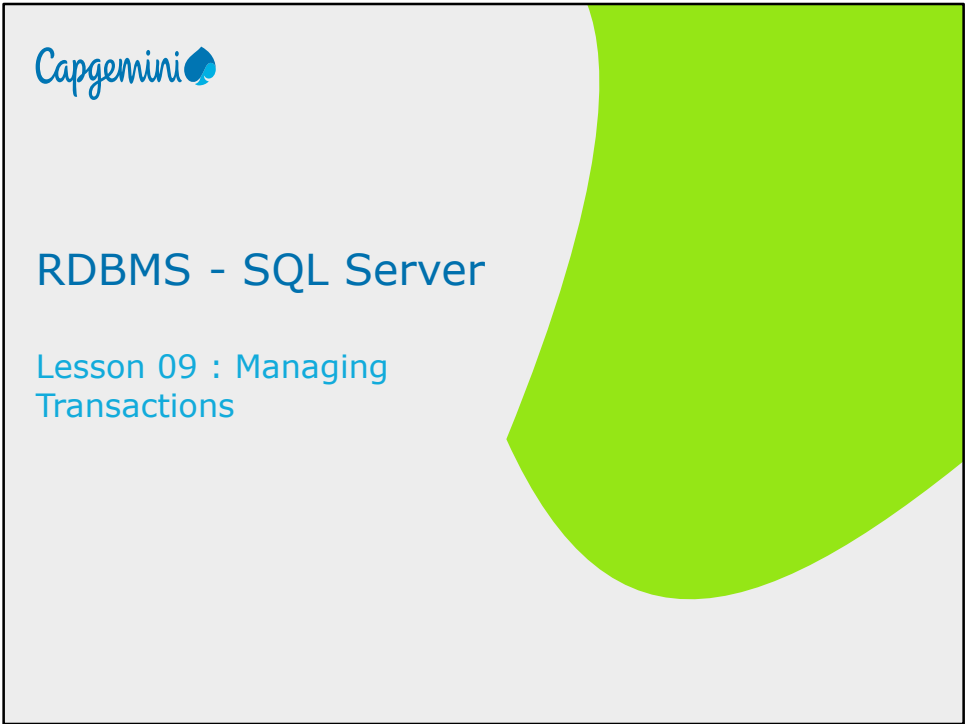 Capgemini
RDBMS - SQL Server
Lesson 09 : Managing
Transactions